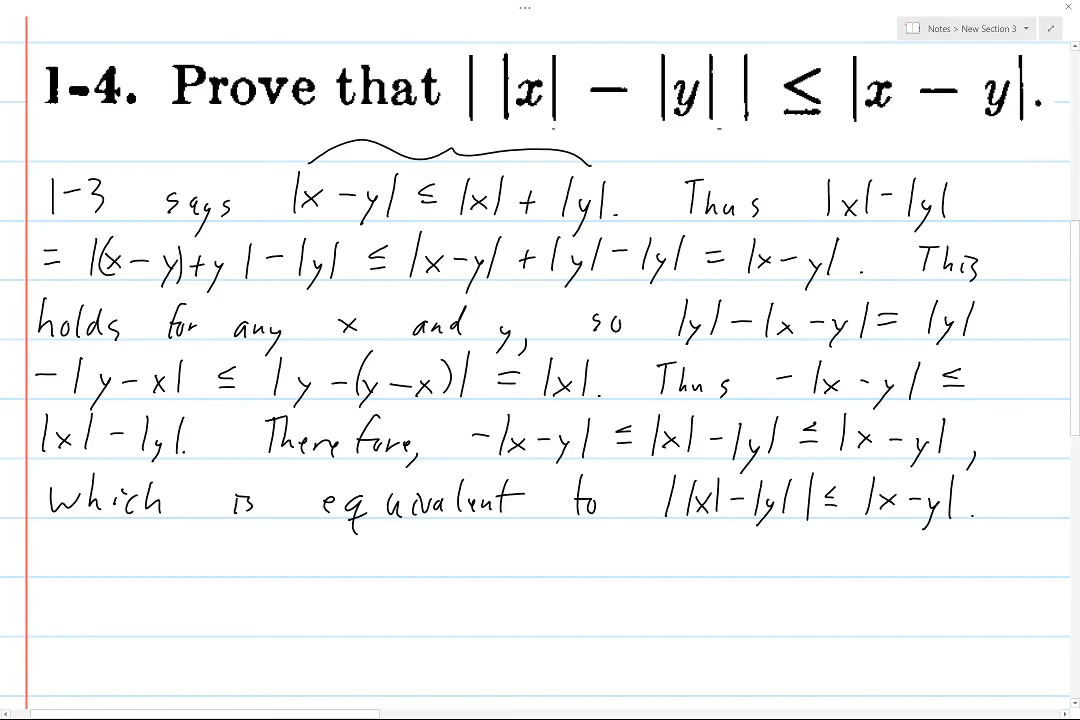 Notes > New Section 3
1-4. Prove that | |x| − |y| | ≤ |x − y|.
1-3 says |x-y| ≤ |x| + |y|. Thus |x|-|y|
= |(x-y)+y|-|y| ≤ |x-y|+|y|-|y| = |x-y|. This
holds for any x and y, so |y|-|x-y|= |y|
-|y-x| ≤ |y-(y-x)| = |x|. Thus -|x-y| ≤
|x|-|y|. Therefore, -|x-y| ≤ |x|-|y| ≤ |x-y|,
which is equivalent to ||x|-|y||≤ |x-y|.